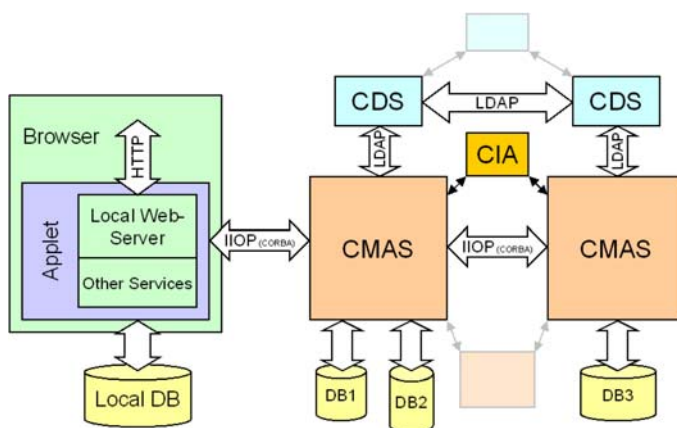 CDS
LDAP
CDS
Browser
HTTP
LDAP
CIA
LDAP
Applet
Local Web-
Server
Other Services
IIOP (CORBA)
CMAS
IIOP (CORBA)
CMAS
Local DB
DB1
DB2
DB3